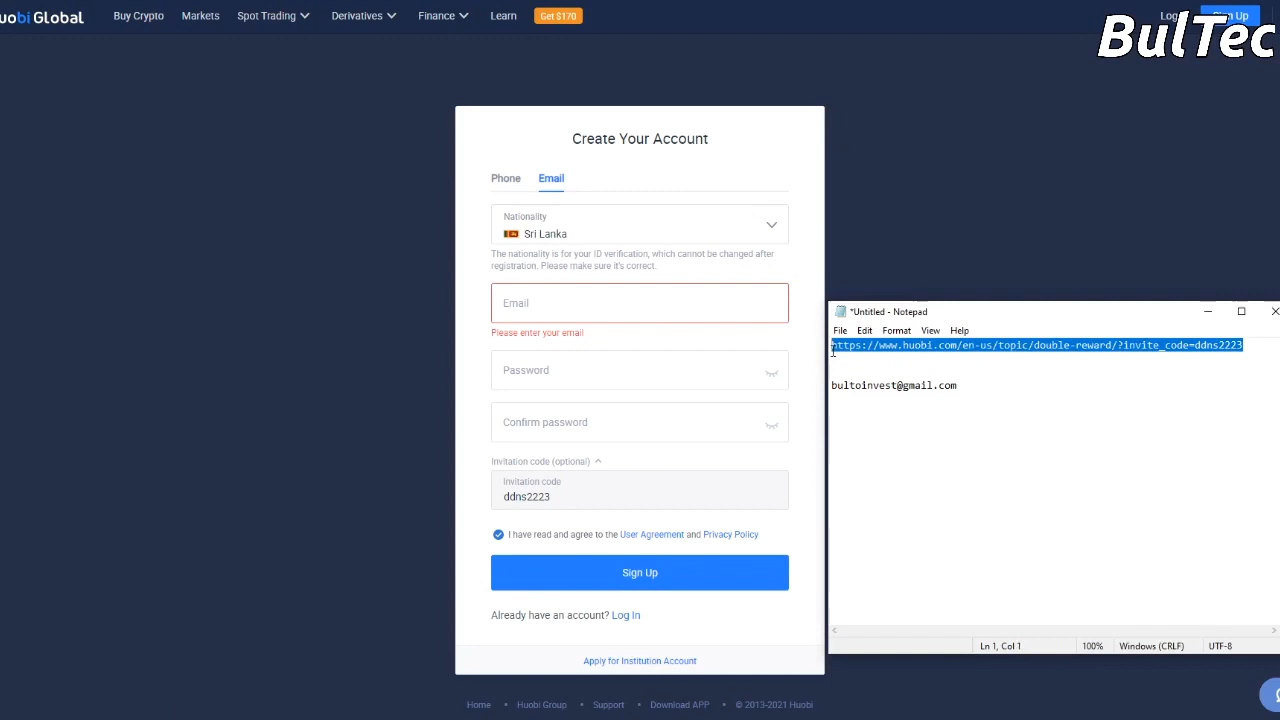 uobi Global
Buy Crypto
Markets
Spot Trading
Derivatives
Finance
Learn
Get $170
Log
Sign Up
BulTec
Create Your Account
Phone
Email
Nationality
Sri Lanka
The nationality is for your ID verification, which cannot be changed after
registration. Please make sure it's correct.
Email
Please enter your email
Password
Confirm password
Invitation code (optional)
Invitation code
ddns2223
I have read and agree to the User Agreement and Privacy Policy
Sign Up
Already have an account? Log In
Apply for Institution Account
Home • Huobi Group • Support • Download APP • © 2013-2021 Huobi
*Untitled - Notepad
File Edit Format View Help
https://www.huobi.com/en-us/topic/double-reward/?invite_code=ddns2223
bultoinvest@gmail.com
Ln 1, Col 1
100%
Windows (CRLF)
UTF-8